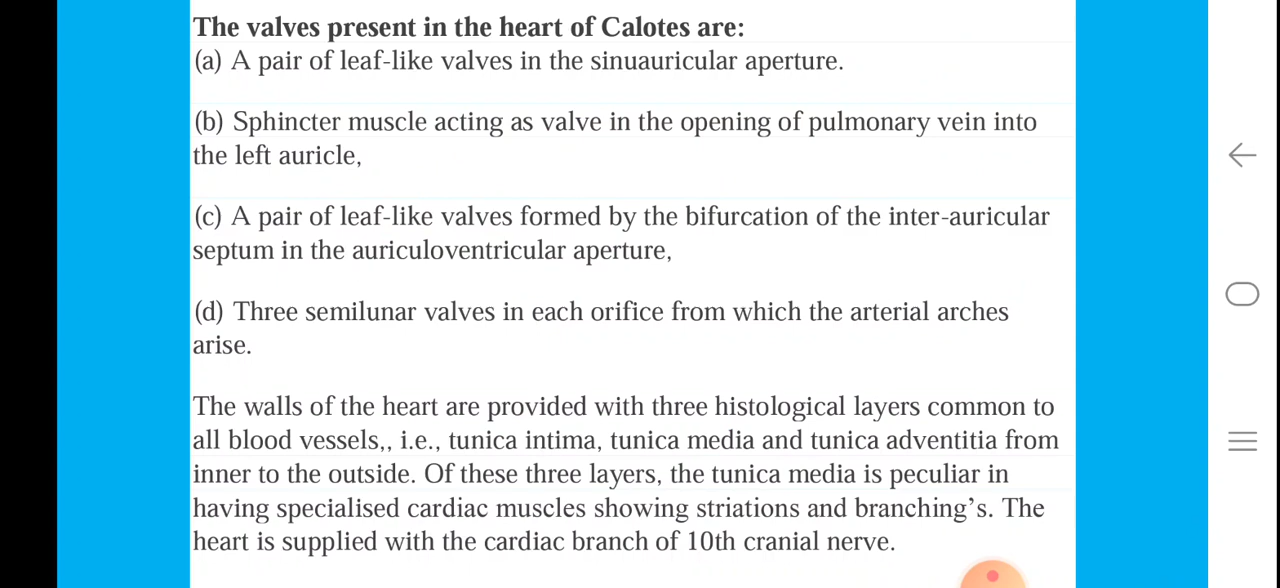 The valves present in the heart of Calotes are:
(a) A pair of leaf-like valves in the sinuauricular aperture.
(b) Sphincter muscle acting as valve in the opening of pulmonary vein into
the left auricle,
(c) A pair of leaf-like valves formed by the bifurcation of the inter-auricular
septum in the auriculoventricular aperture,
(d) Three semilunar valves in each orifice from which the arterial arches
arise.
The walls of the heart are provided with three histological layers common to
all blood vessels,, i.e., tunica intima, tunica media and tunica adventitia from
inner to the outside. Of these three layers, the tunica media is peculiar in
having specialised cardiac muscles showing striations and branching’s. The
heart is supplied with the cardiac branch of 10th cranial nerve.